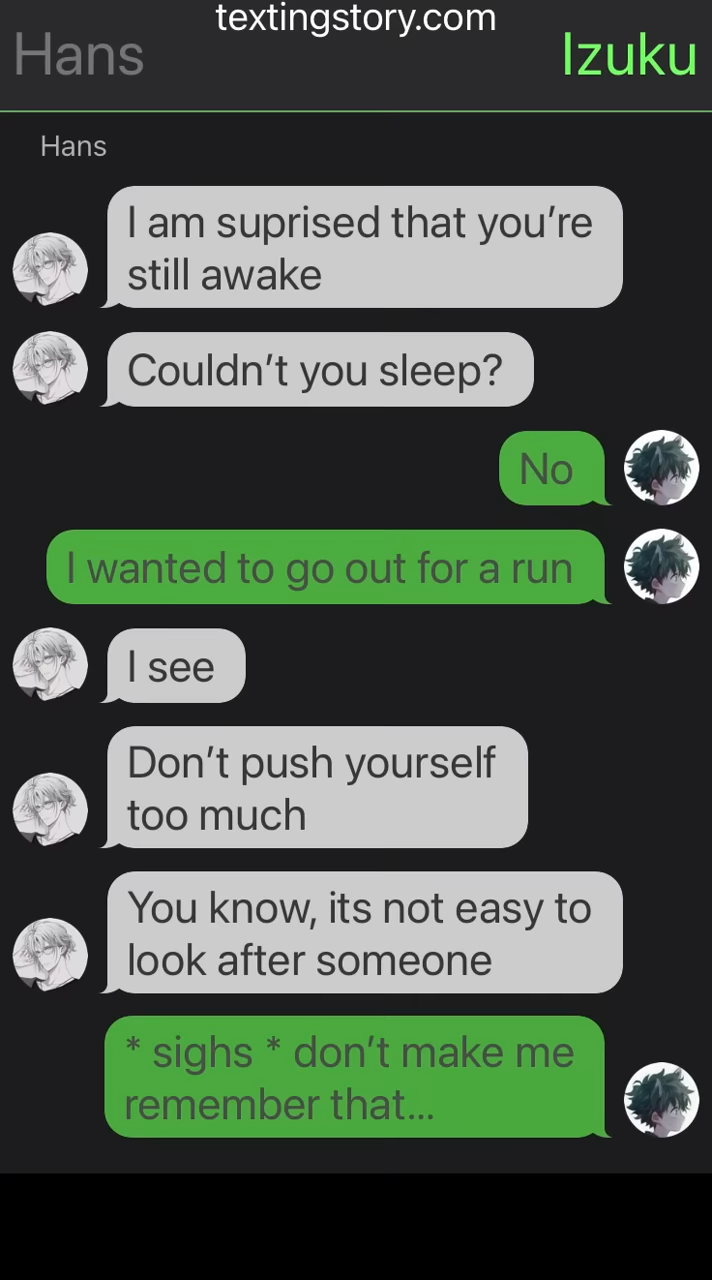 textingstory.com
Hans
Izuku
Hans
I am suprised that you're
still awake
Couldn't you sleep?
No
I wanted to go out for a run
I see
Don't push yourself
too much
You know, its not easy to
look after someone
* sighs * don't make me
remember that...